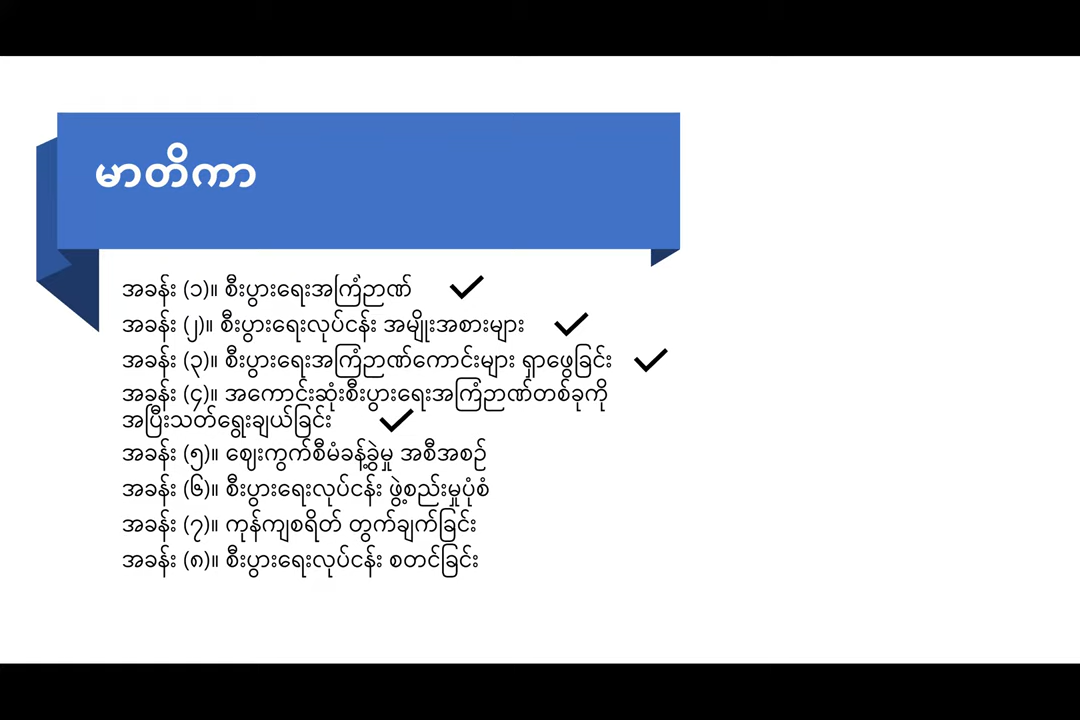 မာတိကာ
အခန်း (၁)။ စီးပွားရေးအကြံဉာဏ်
အခန်း (၂)။ စီးပွားရေးလုပ်ငန်း အမျိုးအစားများ
အခန်း (၃)။ စီးပွားရေးအကြံဉာဏ်ကောင်းများ ရှာဖွေခြင်း
အခန်း (၄)။ အကောင်းဆုံးစီးပွားရေးအကြံဉာဏ်တစ်ခုကို
အပြီးသတ်ရွေးချယ်ခြင်း
အခန်း (၅)။ ဈေးကွက်စီမံခန့်ခွဲမှု အစီအစဉ်
အခန်း (၆)။ စီးပွားရေးလုပ်ငန်း ဖွဲ့စည်းမှုပုံစံ
အခန်း (၇)။ ကုန်ကျစရိတ် တွက်ချက်ခြင်း
အခန်း (၈)။ စီးပွားရေးလုပ်ငန်း စတင်ခြင်း